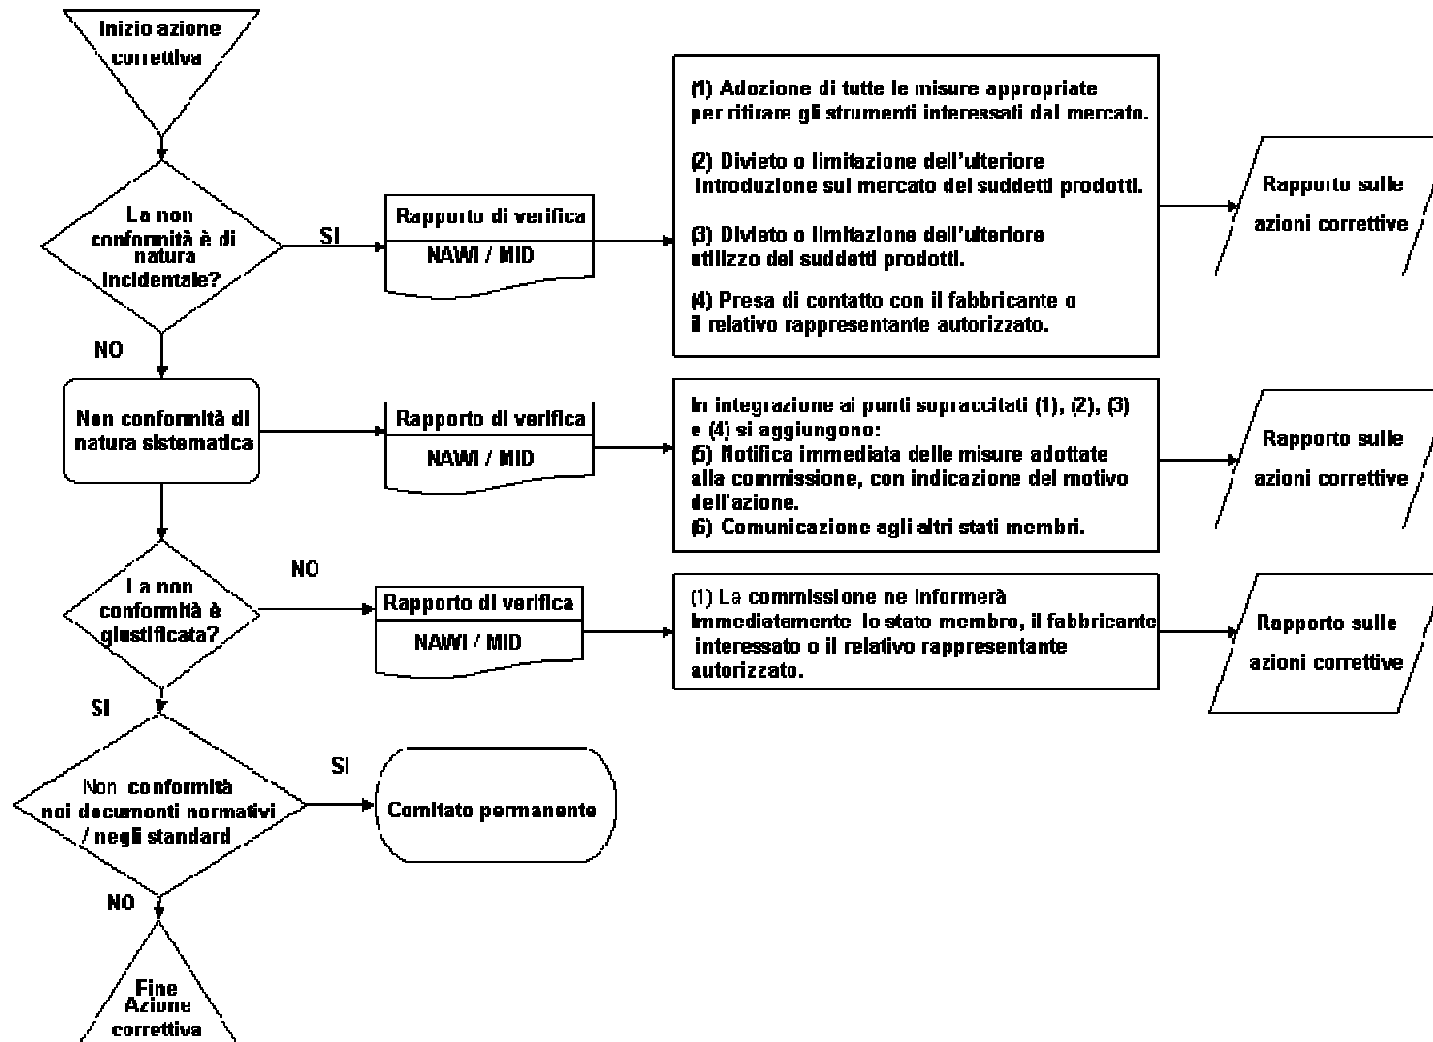 Inizio azione
correttiva
La non
conformità è di
natura
incidentale?
SI
Rapporto di verifica
NAWI / MID
(1) Adozione di tutte le misure appropriate
per ritirare gli strumenti interessati dal mercato.
(2) Divieto o limitazione dell'ulteriore
introduzione sul mercato dei suddetti prodotti.
(3) Divieto o limitazione dell'ulteriore
utilizzo dei suddetti prodotti.
(4) Presa di contatto con il fabbricante o
il relativo rappresentante autorizzato.
Rapporto sulle
azioni correttive
NO
Non conformità di
natura sistematica
Rapporto di verifica
NAWI / MID
In integrazione ai punti sopraccitati (1), (2), (3)
e (4) si aggiungono:
(5) Notifica immediata delle misure adottate
alla commissione, con indicazione del motivo
dell'azione.
(6) Comunicazione agli altri stati membri.
Rapporto sulle
azioni correttive
La non
conformità è
giustificata?
NO
Rapporto di verifica
NAWI / MID
(1) La commissione ne informerà
immediatamente lo stato membro, il fabbricante
interessato o il relativo rappresentante
autorizzato.
Rapporto sulle
azioni correttive
SI
Non conformità
nei documenti normativi
/ negli standard
SI
Comitato permanente
NO
Fine
Azione
correttiva